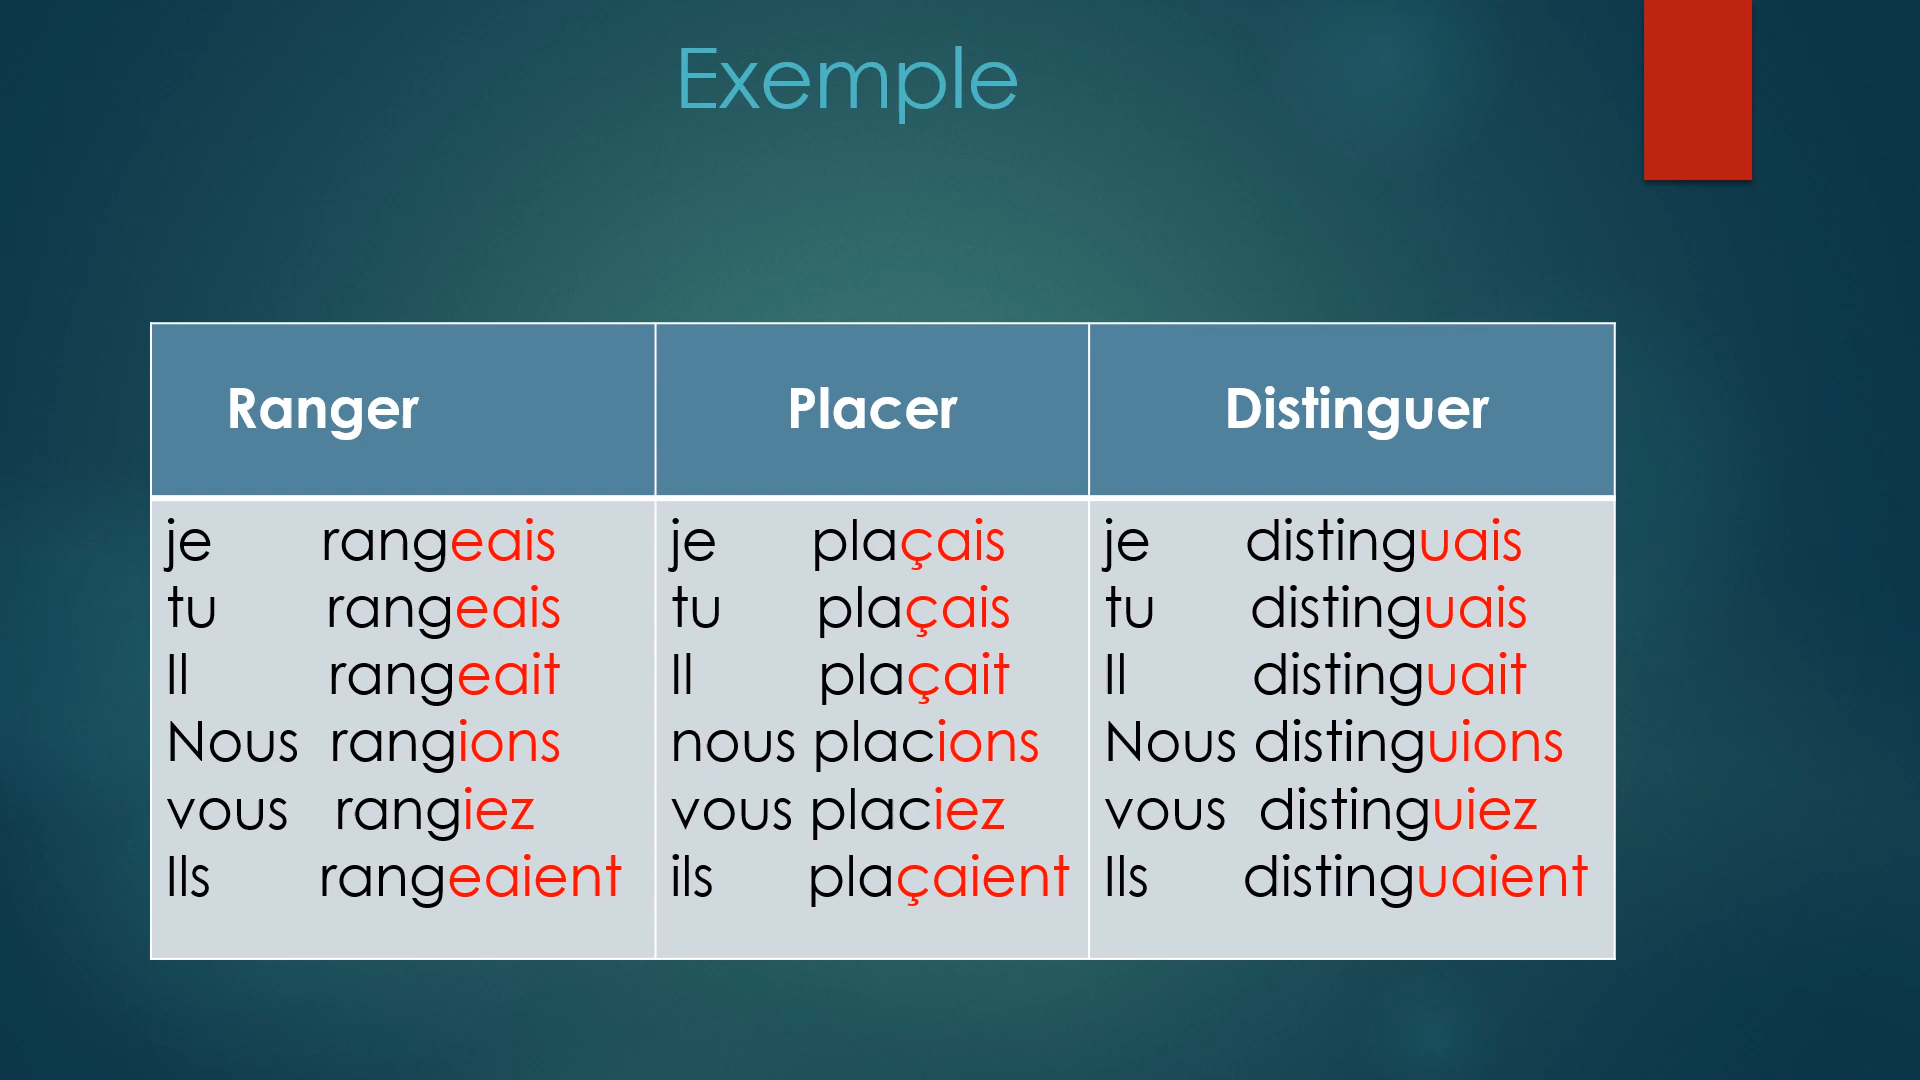 Exemple
Ranger
Placer
Distinguer
je rangeais
tu rangeais
Il rangeait
Nous rangions
vous rangiez
Ils rangeaient
je plaçais
tu plaçais
Il plaçait
nous placions
vous placiez
ils plaçaient
je distinguais
tu distinguais
Il distinguait
Nous distinguions
vous distinguiez
Ils distinguaient